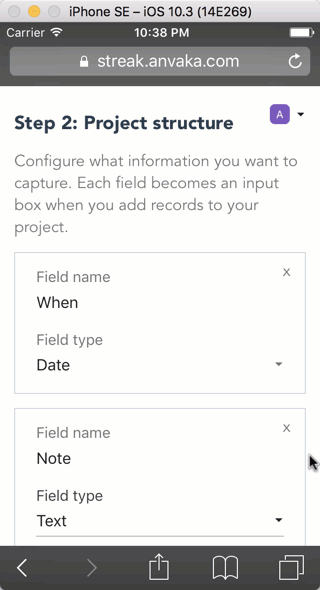 iPhone SE – iOS 10.3 (14E269)
Carrier 10:38 PM
streak.anvaka.com
Step 2: Project structure
A
Configure what information you want to
capture. Each field becomes an input
box when you add records to your
project.
Field name
x
When
Field type
Date
Field name
x
Note
Field type
Text